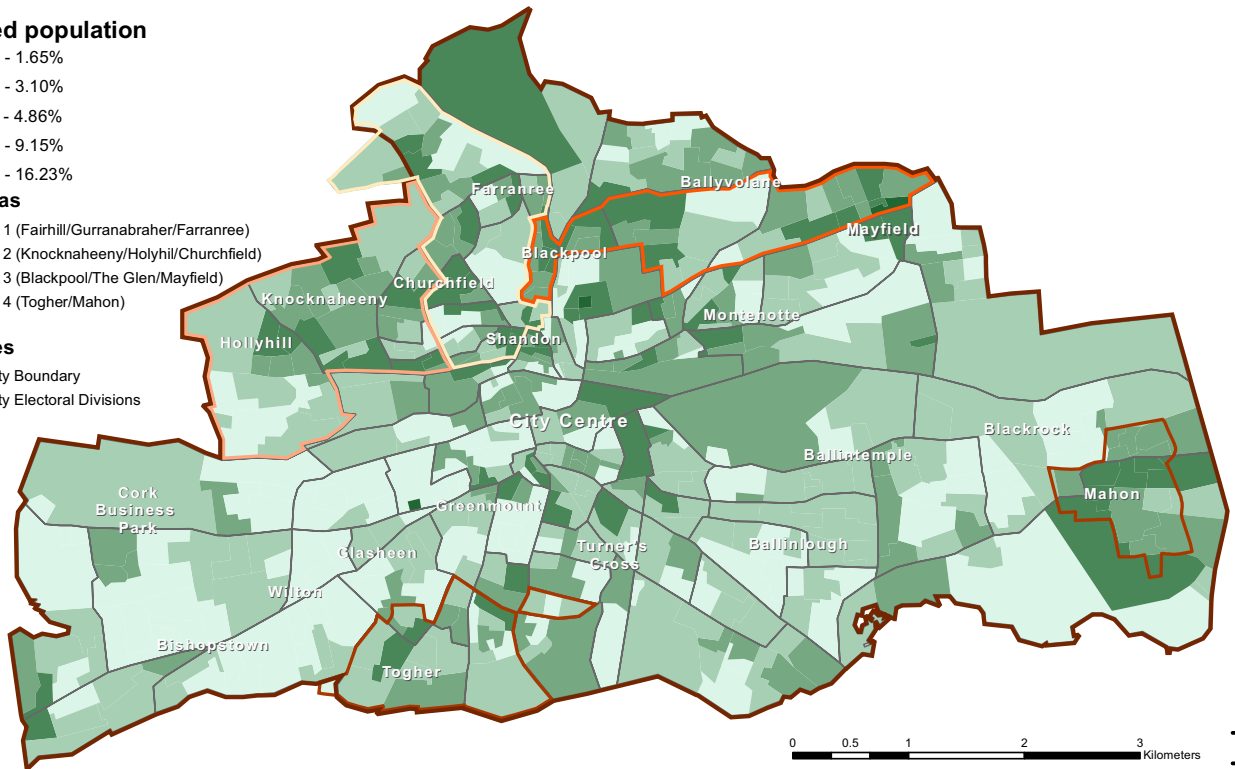 ed population
- 1.65%
- 3.10%
- 4.86%
- 9.15%
- 16.23%
as
1 (Fairhill/Gurranabraher/Farranree)
2 (Knocknaheeny/Holyhil/Churchfield)
3 (Blackpool/The Glen/Mayfield)
4 (Togher/Mahon)
es
ty Boundary
ty Electoral Divisions
Farranree
Ballyvolane
Mayfield
Blackpool
Churchfield
Knocknaheeny
Montenotte
Hollyhill
Shandon
City Centre
Blackrock
Ballintemple
Mahon
Cork
Business
Park
Greenmount
Glasheen
Turner's
Cross
Ballinlough
Wilton
Bishopstown
Togher
0 0.5 1 2 3
Kilometers